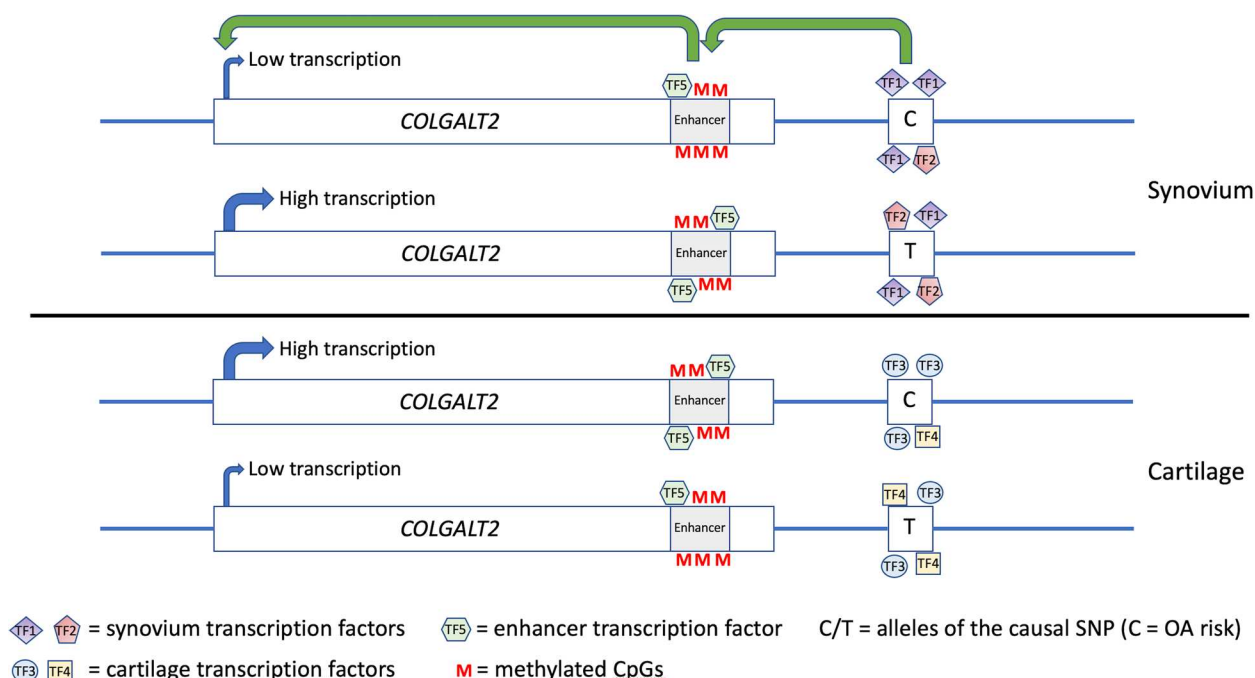 Low transcription
TF5 MM
TF1 TF1
COLGALT2
Enhancer
C
MMM
TF1 TF2
Synovium
High transcription
MM TF5
TF2 TF1
COLGALT2
Enhancer
T
TF5 MM
TF1 TF2
High transcription
MM TF5
TF3 TF3
COLGALT2
Enhancer
C
TF5 MM
TF3 TF4
Cartilage
Low transcription
TF5 MM
TF4 TF3
COLGALT2
Enhancer
T
MMM
TF3 TF4
TF1 TF2 = synovium transcription factors TF5 = enhancer transcription factor C/T = alleles of the causal SNP (C = OA risk)
TF3 TF4 = cartilage transcription factors M = methylated CpGs